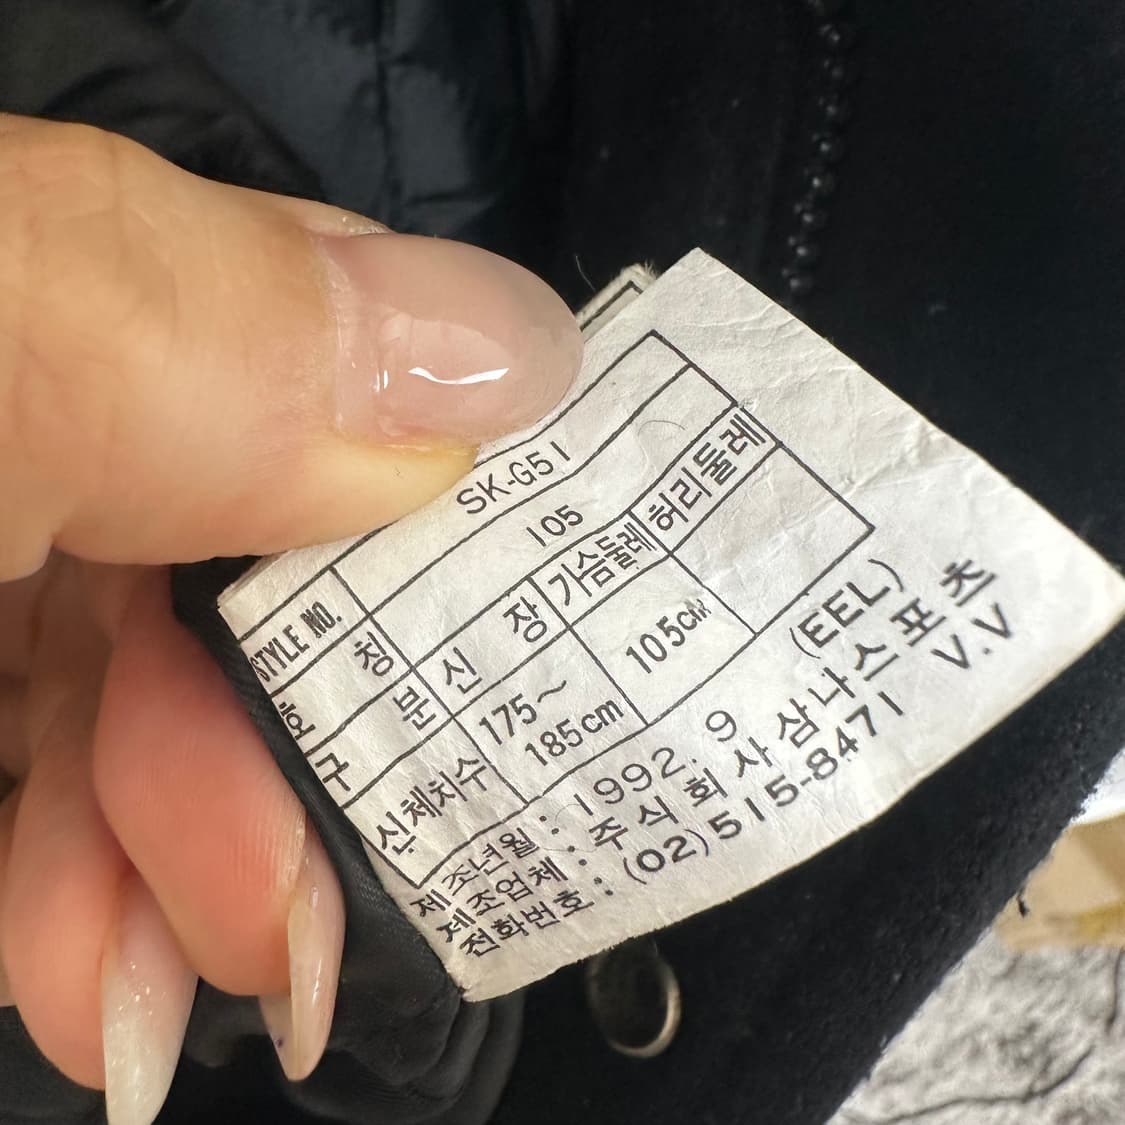 STYLE NO. SK-G51
호 칭 105
구 분 신 장 가슴둘레 허리둘레
신체치수 175~185cm 105cm
제조년월 : 1992. 9 (EEL)
제조업체 : 주식회사 삼나스포츠
전화번호 : (02)515-8471 V.V